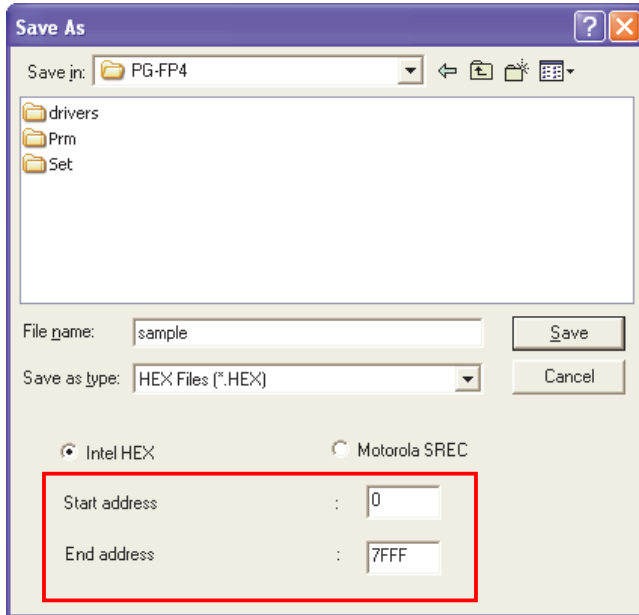 Save As
Save in: PG-FP4
drivers
Prm
Set
File name: sample Save
Save as type: HEX Files (*.HEX) Cancel
Intel HEX Motorola SREC
Start address : 0
End address : 7FFF